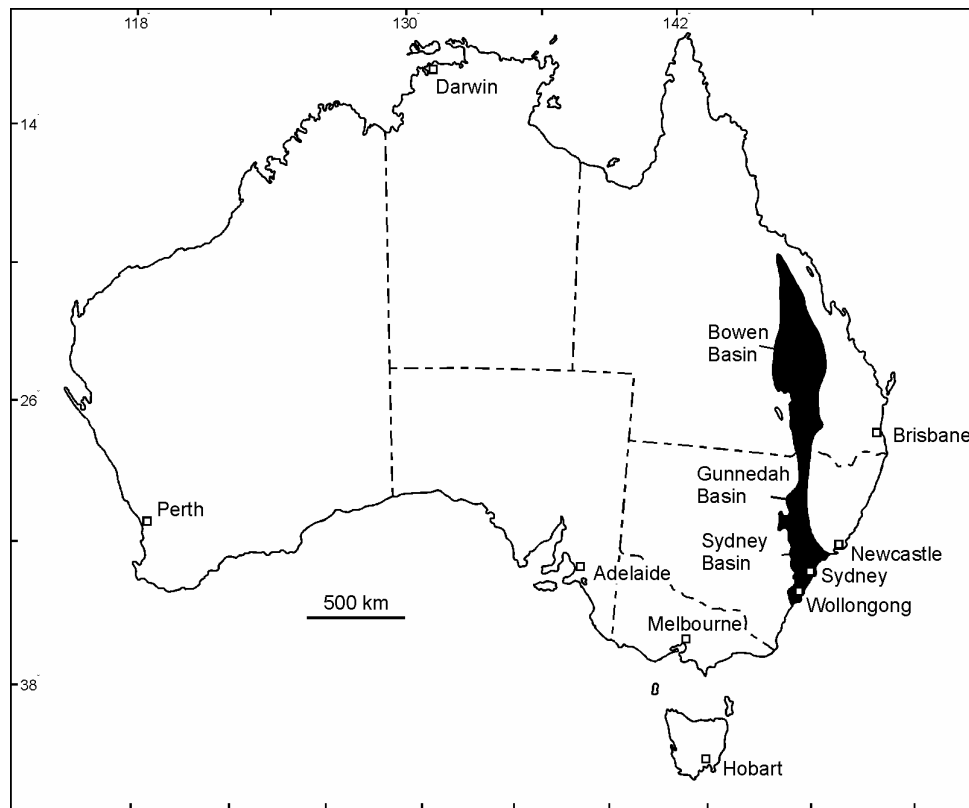 118
130
142
Darwin
14
Bowen
Basin
26
Brisbane
Gunnedah
Basin
Perth
Sydney
Basin
Newcastle
Adelaide
Sydney
500 km
Wollongong
Melbourne
38
Hobart